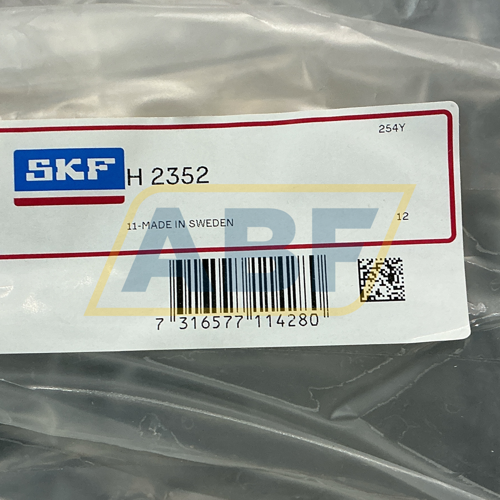 254Y
SKF H 2352
11-MADE IN SWEDEN
12
ABF
7 316577 114280